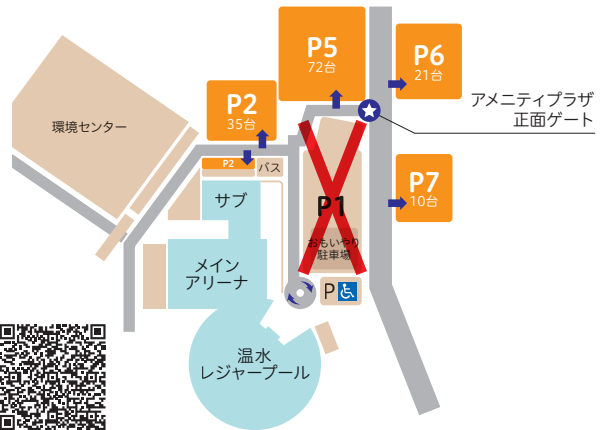 P5
72台
P6
21台
アメニティプラザ
正面ゲート
P2
35台
環境センター
P2
バス
P7
10台
サブ
P1
おもいやり
駐車場
メイン
アリーナ
P
温水
レジャープール